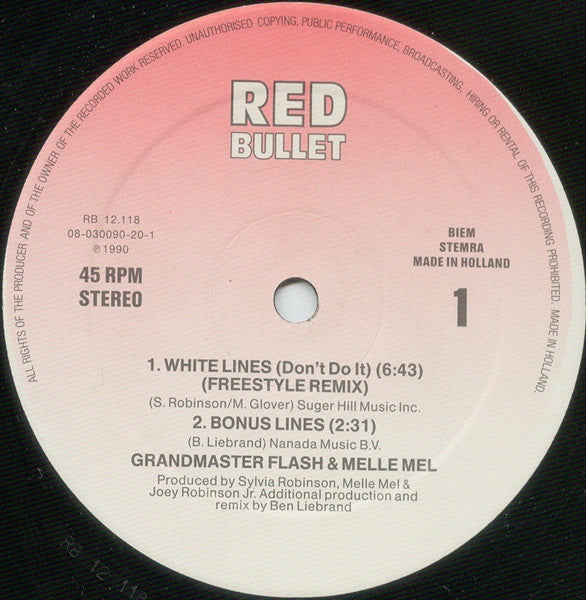 ALL RIGHTS OF THE PRODUCER AND OF THE OWNER OF THE RECORDED WORK RESERVED. UNAUTHORISED COPYING, PUBLIC PERFORMANCE, BROADCASTING, HIRING OR RENTAL OF THIS RECORDING PROHIBITED. MADE IN HOLLAND.
RED
BULLET
RB 12.118
08-030090-20-1
℗ 1990
45 RPM
STEREO
BIEM
STEMRA
MADE IN HOLLAND
1
1. WHITE LINES (Don't Do It) (6:43)
(FREESTYLE REMIX)
(S. Robinson/M. Glover) Suger Hill Music Inc.
2. BONUS LINES (2:31)
(B. Liebrand) Nanada Music B.V.
GRANDMASTER FLASH & MELLE MEL
Produced by Sylvia Robinson, Melle Mel &
Joey Robinson Jr. Additional production and
remix by Ben Liebrand
RB 12.118